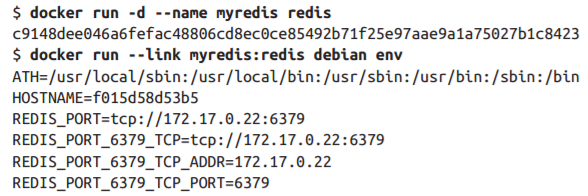 $ docker run -d --name myredis redis
c9148dee046a6fefac48806cd8ec0ce85492b71f25e97aae9a1a75027b1c8423
$ docker run --link myredis:redis debian env
ATH=/usr/local/sbin:/usr/local/bin:/usr/sbin:/usr/bin:/sbin:/bin
HOSTNAME=f015d58d53b5
REDIS_PORT=tcp://172.17.0.22:6379
REDIS_PORT_6379_TCP=tcp://172.17.0.22:6379
REDIS_PORT_6379_TCP_ADDR=172.17.0.22
REDIS_PORT_6379_TCP_PORT=6379